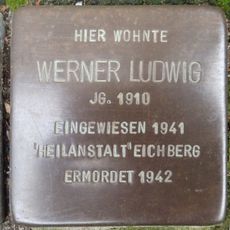 HIER WOHNTE
WERNER LUDWIG
JG. 1910
EINGEWIESEN 1941
"HEILANSTALT" EICHBERG
ERMORDET 1942